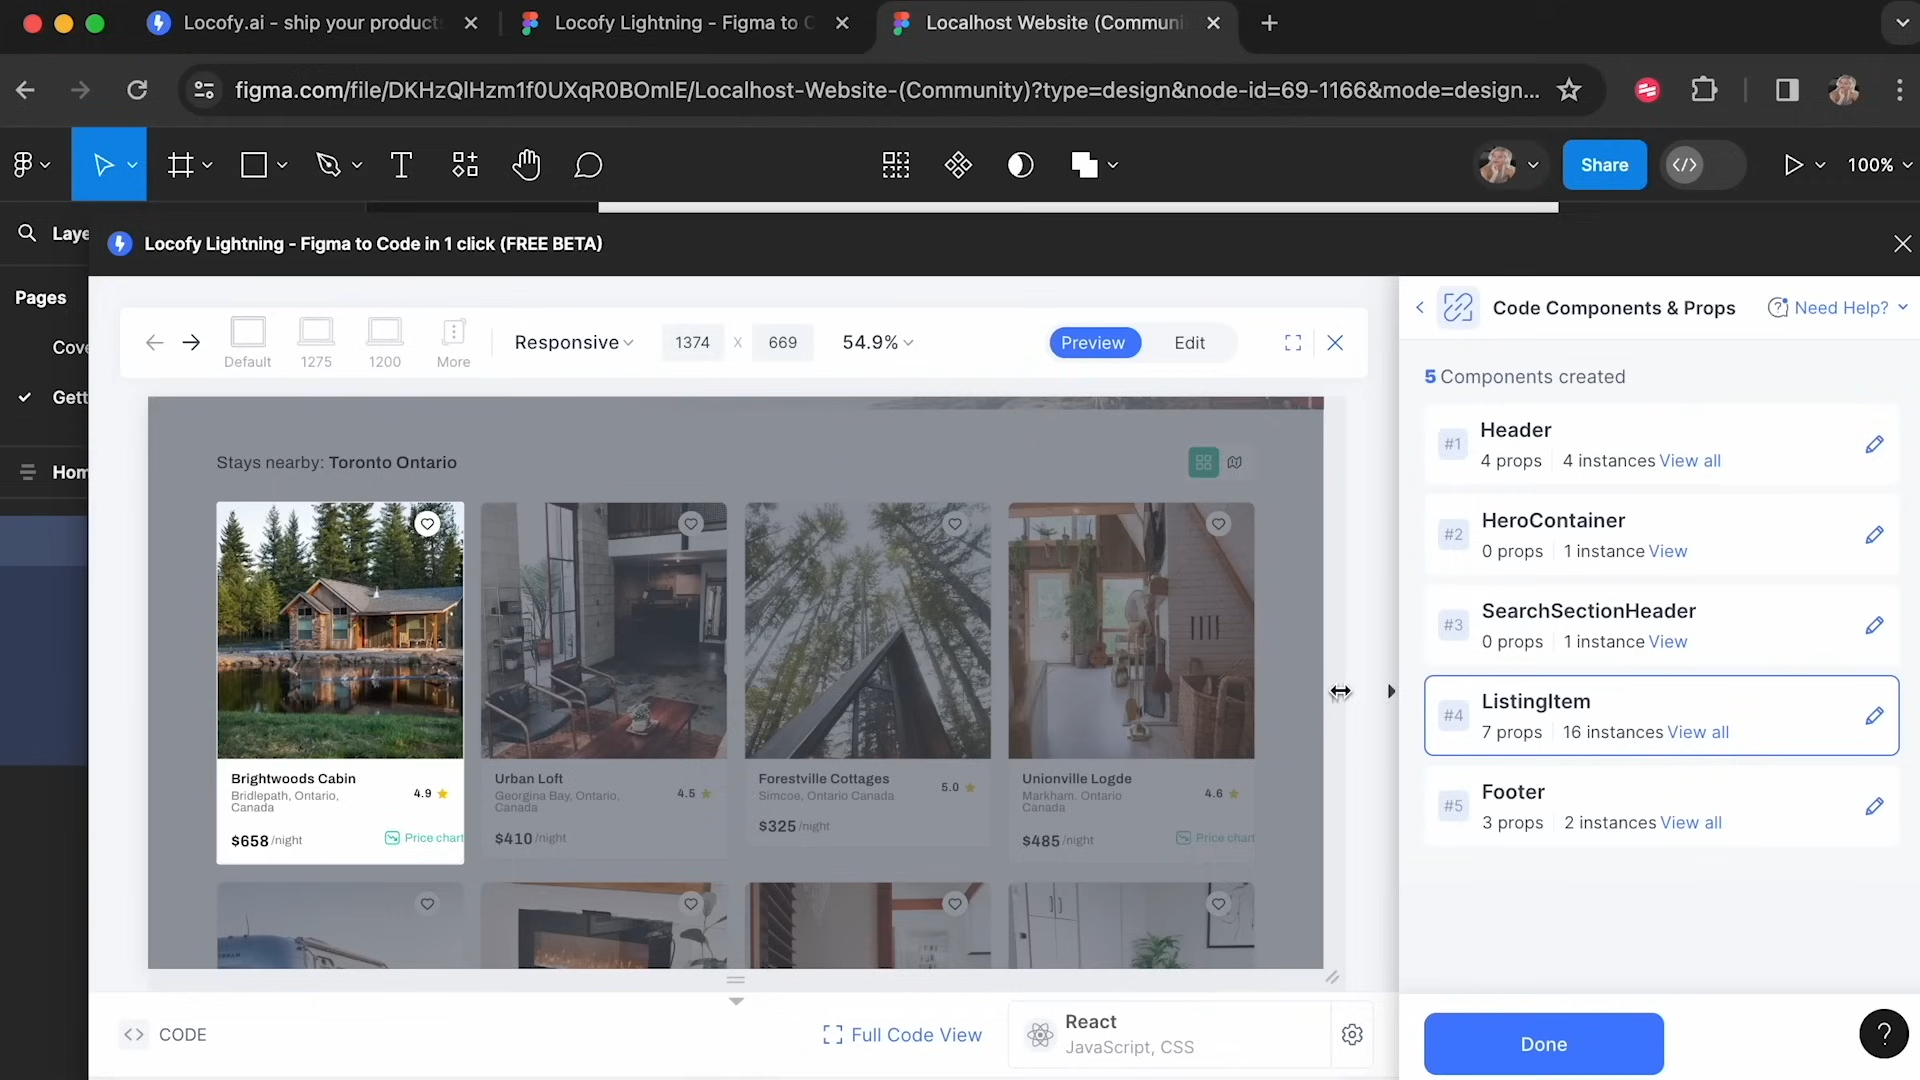 Locofy.ai - ship your product
Locofy Lightning - Figma to C
Localhost Website (Communi
figma.com/file/DKHzQlHzm1f0UXqR0BOmlE/Localhost-Website-(Community)?type=design&node-id=69-1166&mode=design...
Share
100%
Laye
Locofy Lightning - Figma to Code in 1 click (FREE BETA)
Pages
Cove
Gett
Hom
Default
1275
1200
More
Responsive
1374 x 669
54.9%
Preview
Edit
Code Components & Props
Need Help?
5 Components created
#1
Header
4 props
4 instances View all
#2
HeroContainer
0 props
1 instance View
#3
SearchSectionHeader
0 props
1 instance View
#4
ListingItem
7 props
16 instances View all
#5
Footer
3 props
2 instances View all
Stays nearby: Toronto Ontario
Brightwoods Cabin
Bridlepath, Ontario,
Canada
4.9
$658 /night
Price chart
Urban Loft
Georgina Bay, Ontario,
Canada
4.5
$410 /night
Forestville Cottages
Simcoe, Ontario Canada
5.0
$325 /night
Unionville Logde
Markham. Ontario
Canada
4.6
$485 /night
Price chart
CODE
Full Code View
React
JavaScript, CSS
Done
?